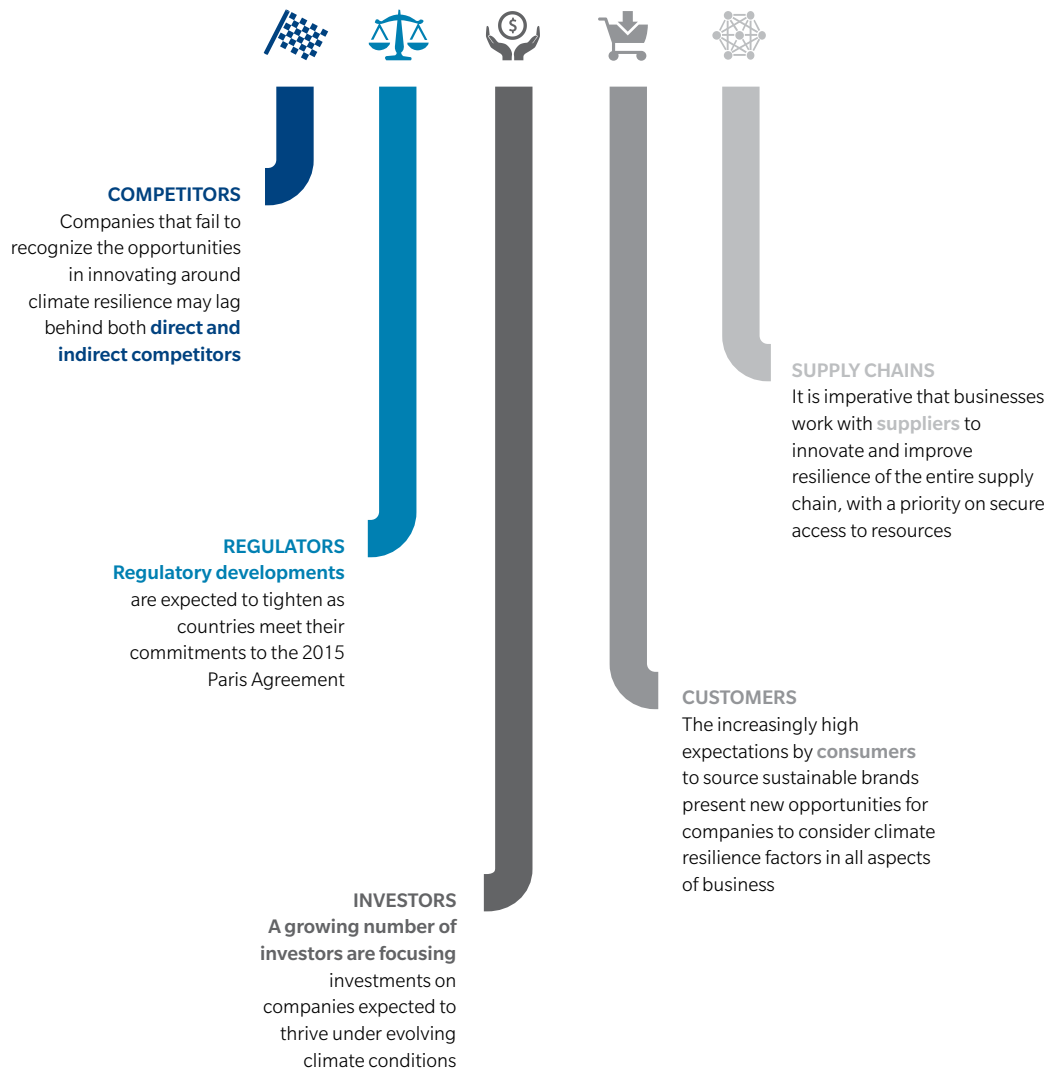 $
COMPETITORS
Companies that fail to
recognize the opportunities
in innovating around
climate resilience may lag
behind both direct and
indirect competitors
REGULATORS
Regulatory developments
are expected to tighten as
countries meet their
commitments to the 2015
Paris Agreement
INVESTORS
A growing number of
investors are focusing
investments on
companies expected to
thrive under evolving
climate conditions
CUSTOMERS
The increasingly high
expectations by consumers
to source sustainable brands
present new opportunities for
companies to consider climate
resilience factors in all aspects
of business
SUPPLY CHAINS
It is imperative that businesses
work with suppliers to
innovate and improve
resilience of the entire supply
chain, with a priority on secure
access to resources